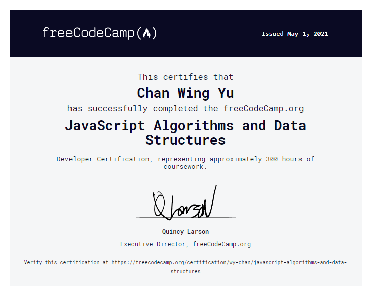 freeCodeCamp(🔥)
Issued May 1, 2021
This certifies that
Chan Wing Yu
has successfully completed the freeCodeCamp.org
JavaScript Algorithms and Data
Structures
Developer Certification, representing approximately 300 hours of
coursework.
Quincy Larson
Executive Director, freeCodeCamp.org
Verify this certification at https://freecodecamp.org/certification/wy-chan/javascript-algorithms-and-data-
structures